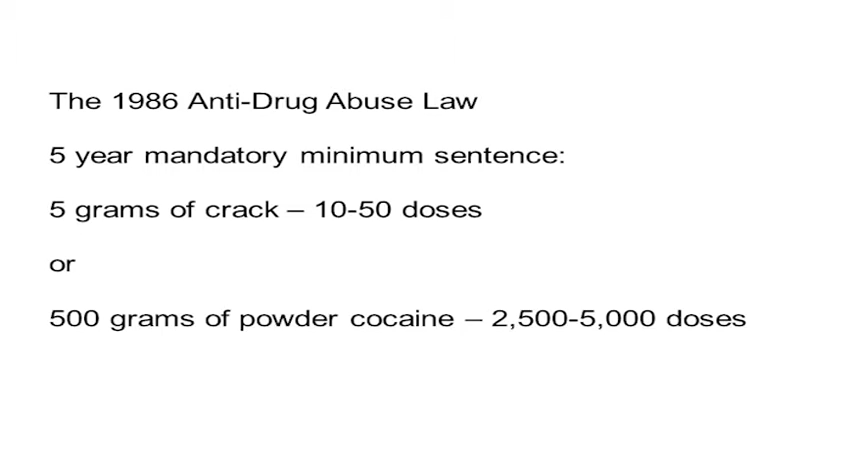 The 1986 Anti-Drug Abuse Law
5 year mandatory minimum sentence:
5 grams of crack – 10-50 doses
or
500 grams of powder cocaine – 2,500-5,000 doses